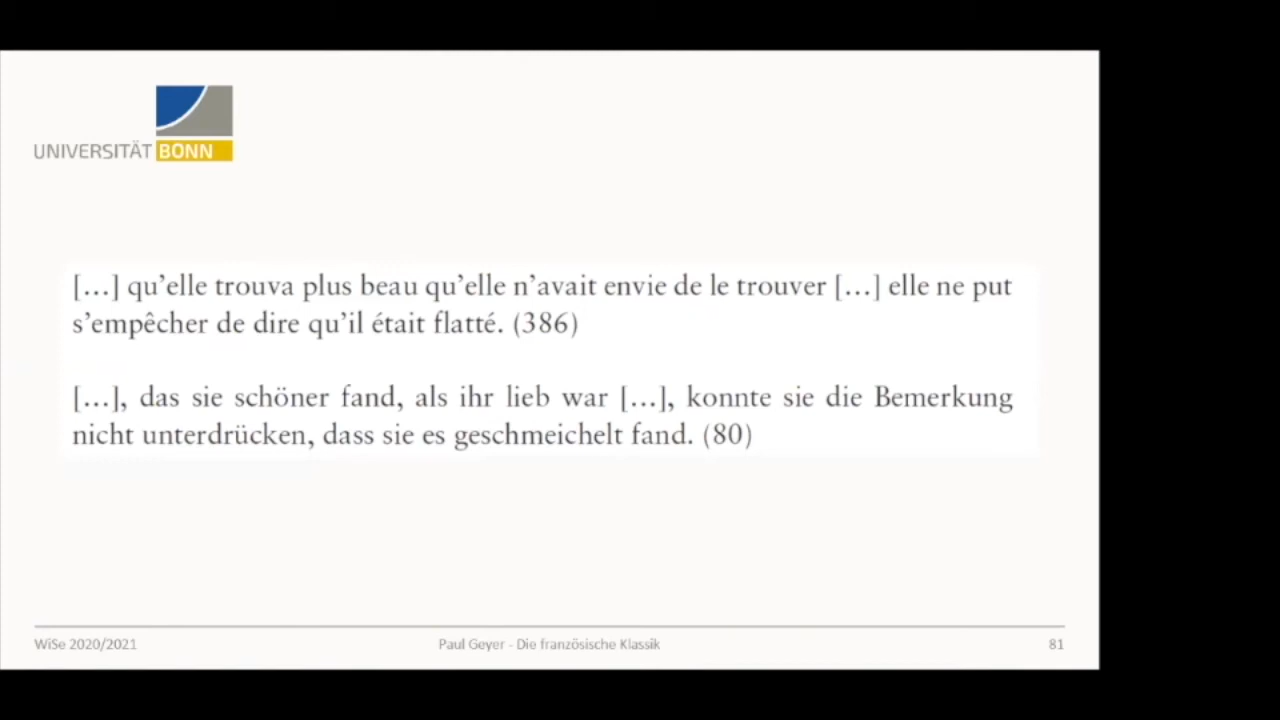 UNIVERSITÄT BONN
[…] qu’elle trouva plus beau qu’elle n’avait envie de le trouver […] elle ne put
s’empêcher de dire qu’il était flatté. (386)
[…], das sie schöner fand, als ihr lieb war […], konnte sie die Bemerkung
nicht unterdrücken, dass sie es geschmeichelt fand. (80)
WiSe 2020/2021
Paul Geyer - Die französische Klassik
81